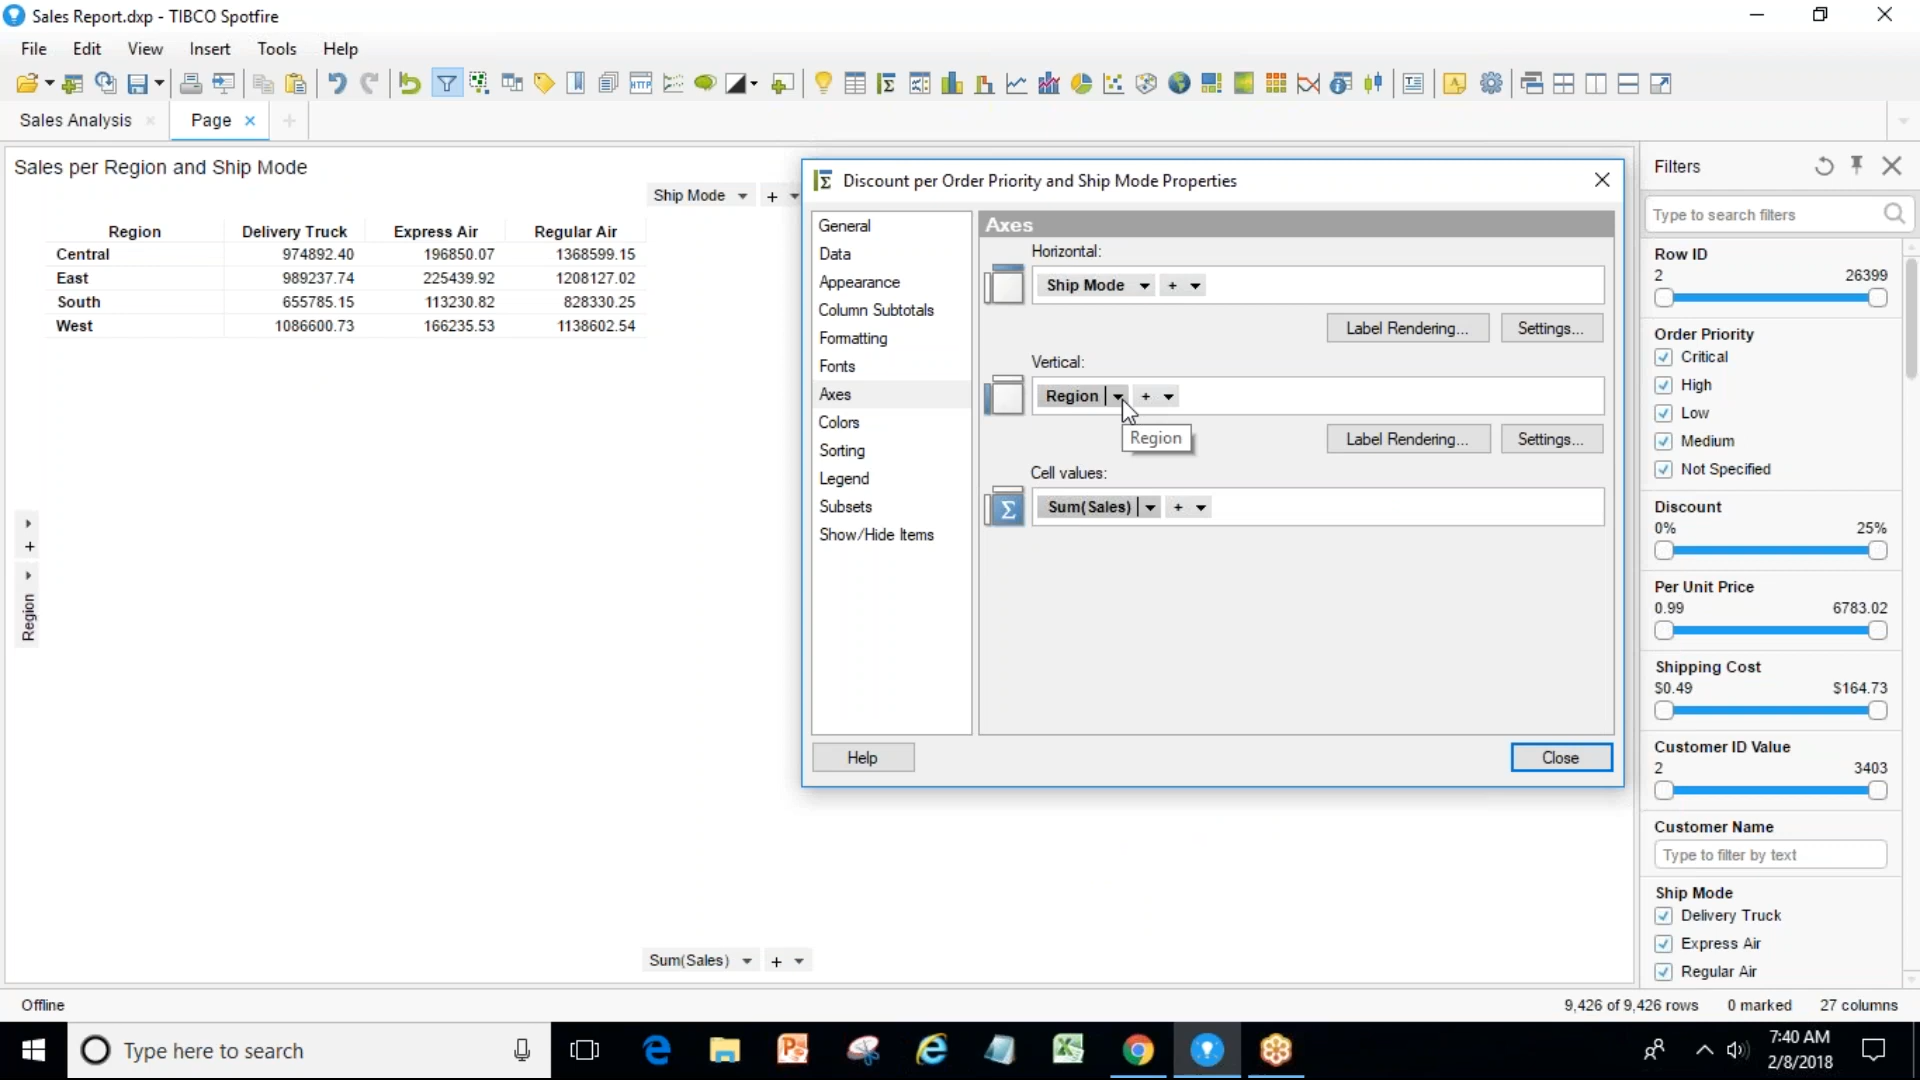 Sales Report.dxp - TIBCO Spotfire
File Edit View Insert Tools Help
HTTP
Sales Analysis Page
Sales per Region and Ship Mode
Ship Mode +
Region Delivery Truck Express Air Regular Air
Central 974892.40 196850.07 1368599.15
East 989237.74 225439.92 1208127.02
South 655785.15 113230.82 828330.25
West 1086600.73 166235.53 1138602.54
+
Region
Sum(Sales) +
Discount per Order Priority and Ship Mode Properties
General
Data
Appearance
Column Subtotals
Formatting
Fonts
Axes
Colors
Sorting
Legend
Subsets
Show/Hide Items
Axes
Horizontal:
Ship Mode +
Label Rendering... Settings...
Vertical:
Region +
Region
Label Rendering... Settings...
Cell values:
Σ Sum(Sales) +
Help Close
Filters
Type to search filters
Row ID
2 26399
Order Priority
Critical
High
Low
Medium
Not Specified
Discount
0% 25%
Per Unit Price
0.99 6783.02
Shipping Cost
$0.49 $164.73
Customer ID Value
2 3403
Customer Name
Type to filter by text
Ship Mode
Delivery Truck
Express Air
Regular Air
Offline 9,426 of 9,426 rows 0 marked 27 columns
Type here to search
7:40 AM
2/8/2018